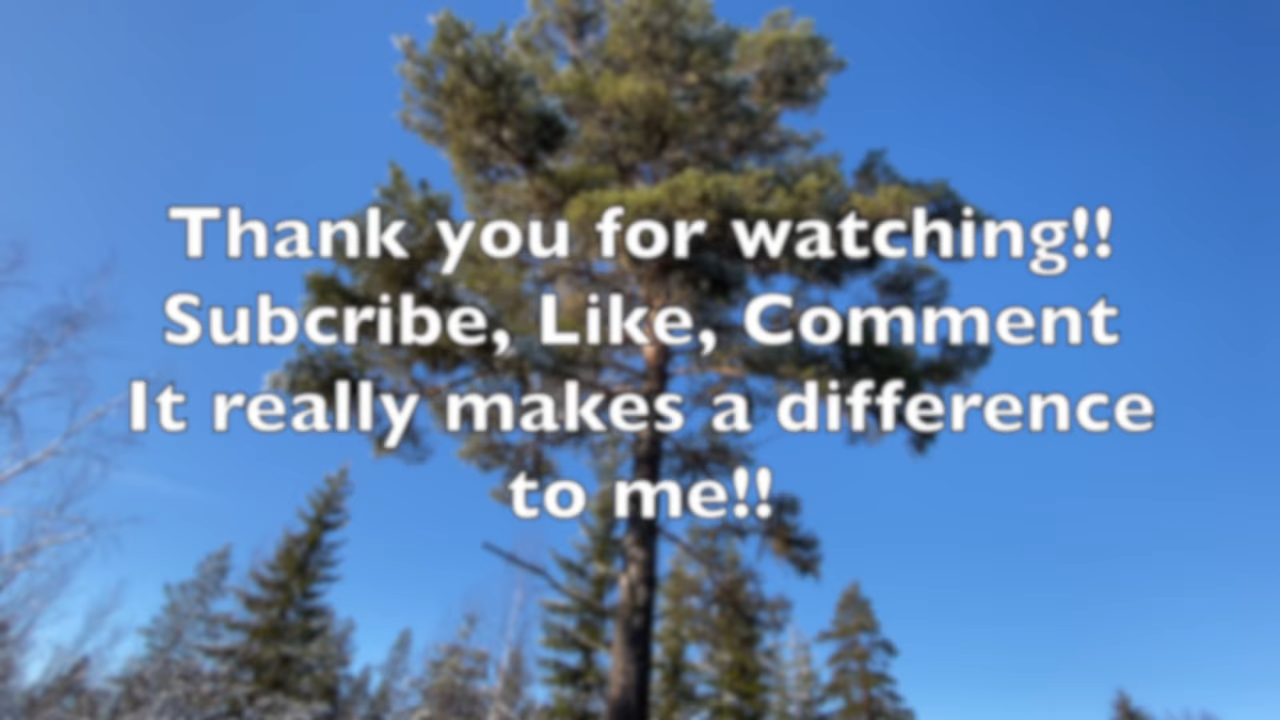 Thank you for watching!!
Subcribe, Like, Comment
It really makes a difference
to me!!